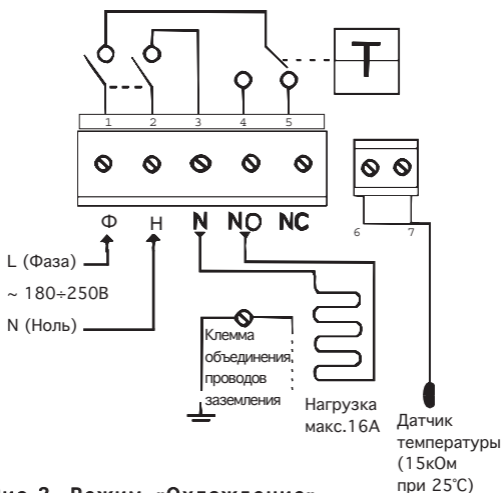 T
1 2 3 4 5
Ф Н N NO NC
6 7
L (Фаза)
~ 180÷250В
N (Ноль)
Клемма
объединения
проводов
заземления
Нагрузка
макс.16А
Датчик
температуры
(15кОм
при 25°С)
Режим «Охлаждение»